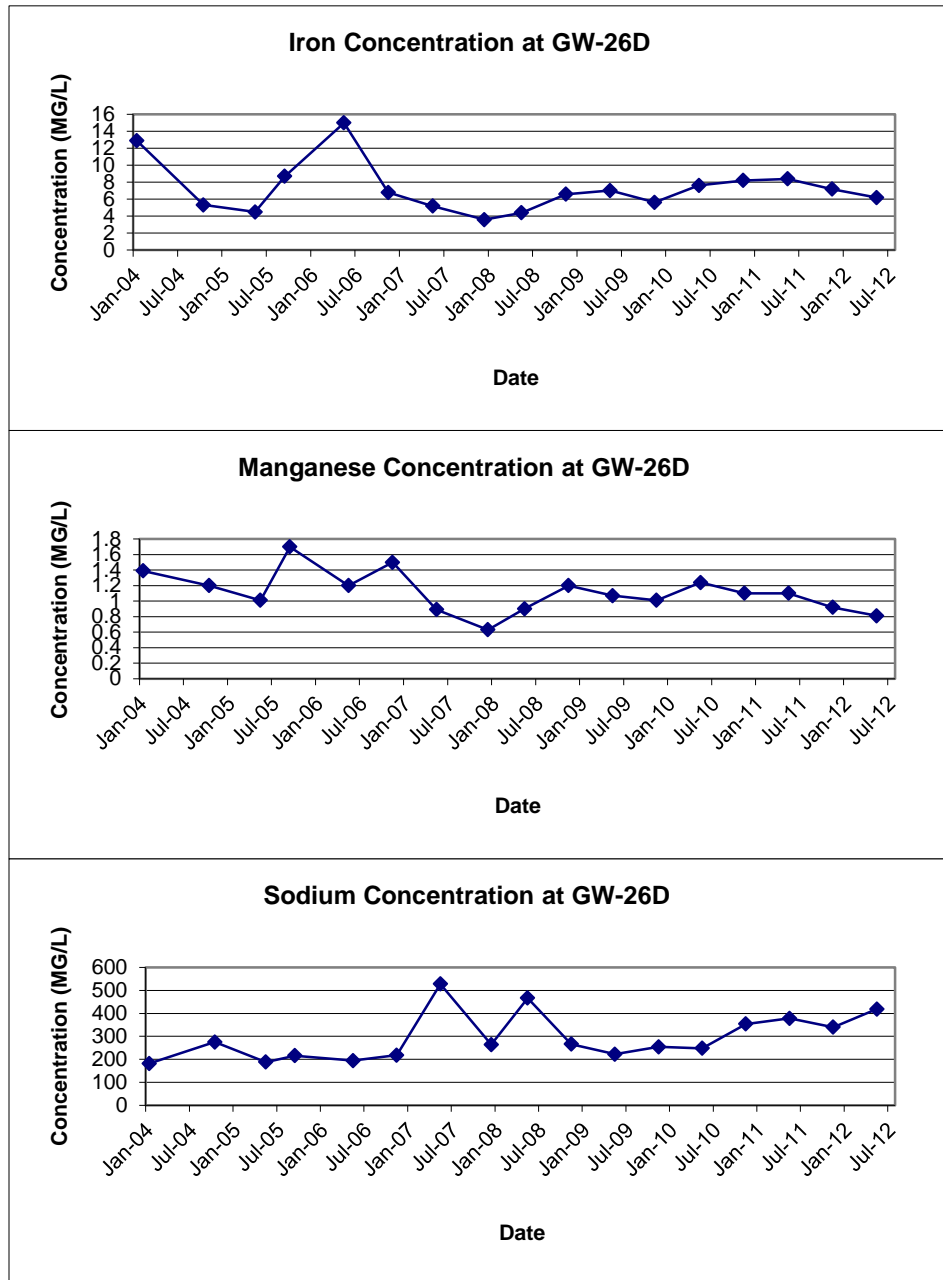 Iron Concentration at GW-26D
Concentration (MG/L)
16
14
12
10
8
6
4
2
0
Jan-04 Jul-04 Jan-05 Jul-05 Jan-06 Jul-06 Jan-07 Jul-07 Jan-08 Jul-08 Jan-09 Jul-09 Jan-10 Jul-10 Jan-11 Jul-11 Jan-12 Jul-12
Date
Manganese Concentration at GW-26D
Concentration (MG/L)
1.8
1.6
1.4
1.2
1
0.8
0.6
0.4
0.2
0
Jan-04 Jul-04 Jan-05 Jul-05 Jan-06 Jul-06 Jan-07 Jul-07 Jan-08 Jul-08 Jan-09 Jul-09 Jan-10 Jul-10 Jan-11 Jul-11 Jan-12 Jul-12
Date
Sodium Concentration at GW-26D
Concentration (MG/L)
600
500
400
300
200
100
0
Jan-04 Jul-04 Jan-05 Jul-05 Jan-06 Jul-06 Jan-07 Jul-07 Jan-08 Jul-08 Jan-09 Jul-09 Jan-10 Jul-10 Jan-11 Jul-11 Jan-12 Jul-12
Date